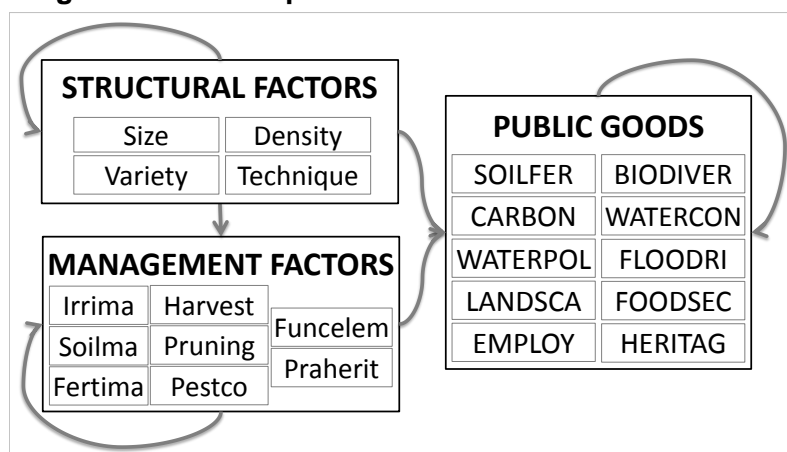 STRUCTURAL FACTORS
Size Density
Variety Technique
MANAGEMENT FACTORS
Irrima Harvest
Soilma Pruning
Fertima Pestco
Funcelem
Praherit
PUBLIC GOODS
SOILFER BIODIVER
CARBON WATERCON
WATERPOL FLOODRI
LANDSCA FOODSEC
EMPLOY HERITAG